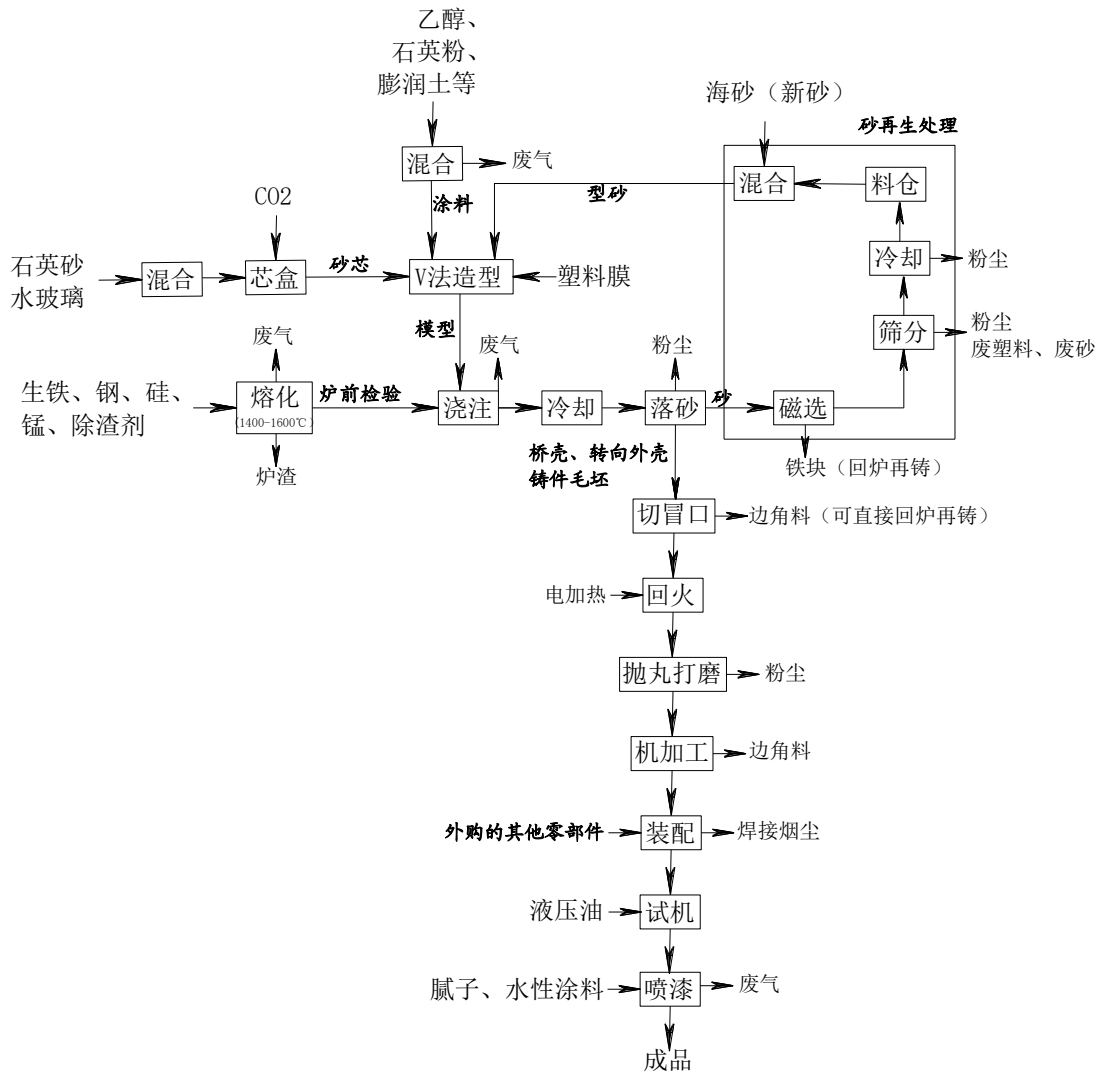 乙醇、
石英粉、
膨润土等
海砂（新砂）
砂再生处理
混合
废气
混合
料仓
涂料
型砂
CO2
石英砂
水玻璃
混合
芯盒
砂芯
V法造型
塑料膜
冷却
粉尘
模型
筛分
粉尘
废塑料、废砂
废气
废气
粉尘
生铁、钢、硅、
锰、除渣剂
熔化
(1400-1600℃)
炉前检验
浇注
冷却
落砂
砂
磁选
炉渣
桥壳、转向外壳
铸件毛坯
铁块（回炉再铸）
切冒口
边角料（可直接回炉再铸）
电加热
回火
抛丸打磨
粉尘
机加工
边角料
外购的其他零部件
装配
焊接烟尘
液压油
试机
腻子、水性涂料
喷漆
废气
成品